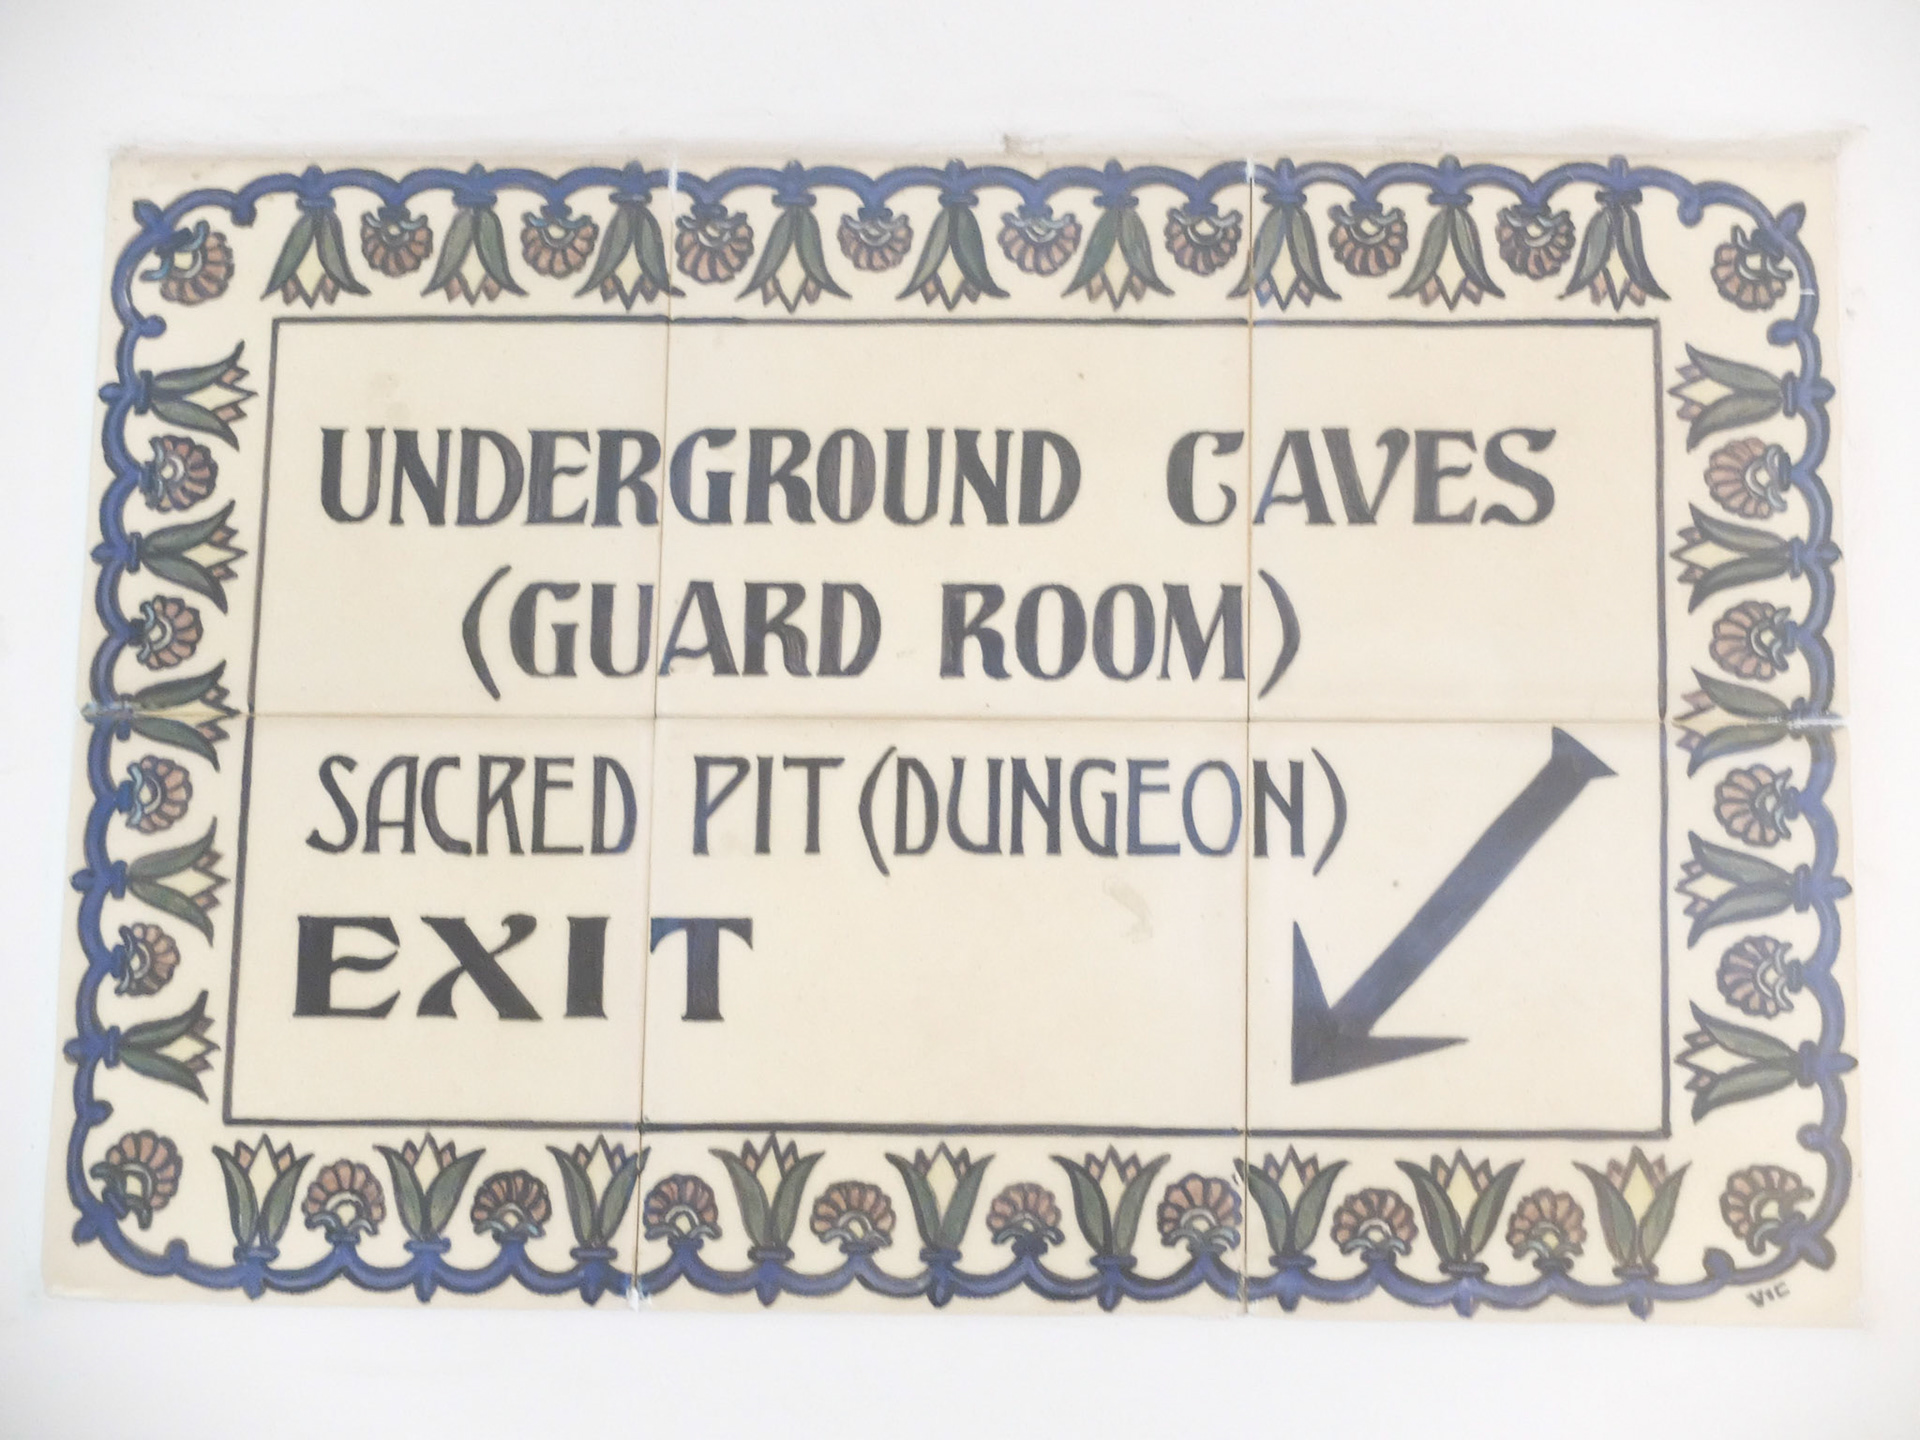 UNDERGROUND CAVES
(GUARD ROOM)
SACRED PIT (DUNGEON)
EXIT
VIC